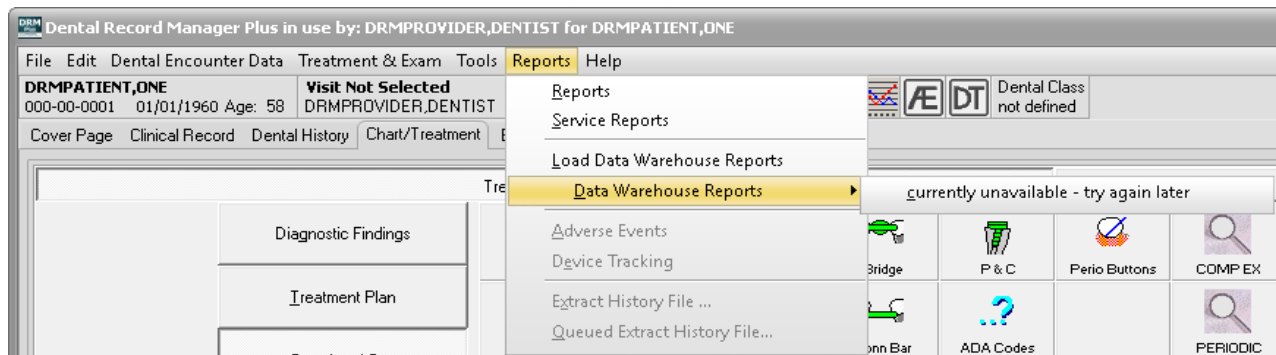 DRM Dental Record Manager Plus in use by: DRMPROVIDER,DENTIST for DRMPATIENT,ONE
File Edit Dental Encounter Data Treatment & Exam Tools Reports Help
DRMPATIENT,ONE
000-00-0001 01/01/1960 Age: 58
Visit Not Selected
DRMPROVIDER,DENTIST
Æ DT
Dental Class
not defined
Cover Page Clinical Record Dental History Chart/Treatment
Reports
Service Reports
Load Data Warehouse Reports
Data Warehouse Reports
currently unavailable - try again later
Adverse Events
Device Tracking
Extract History File ...
Queued Extract History File...
Tre
Diagnostic Findings
Treatment Plan
Bridge P & C Perio Buttons COMP EX
onn Bar ADA Codes PERIODIC